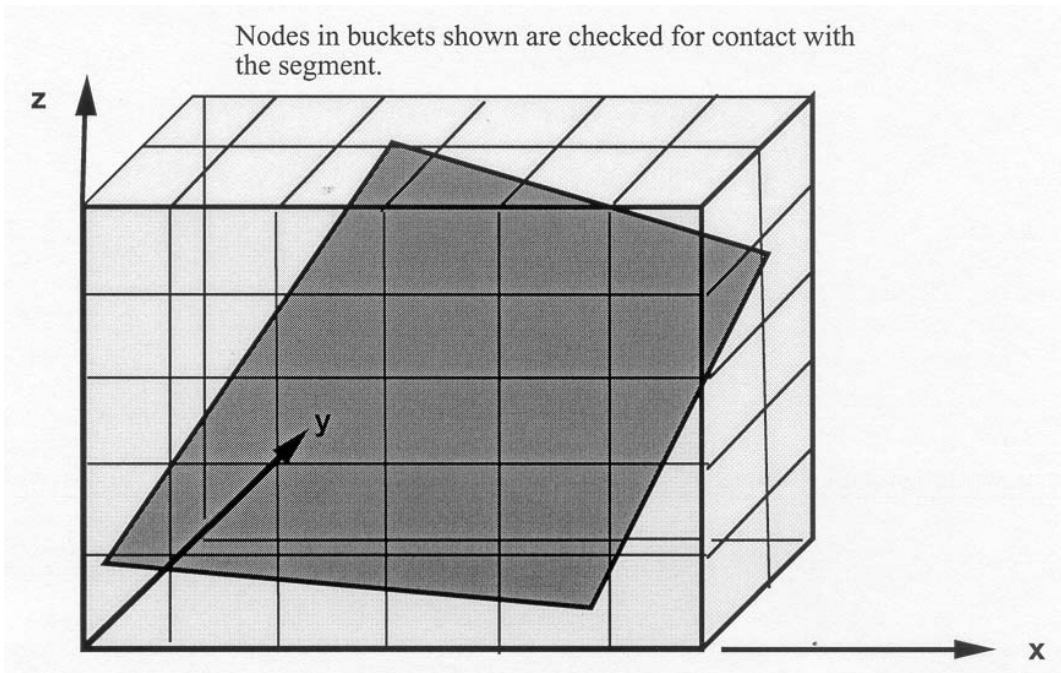 Nodes in buckets shown are checked for contact with
the segment.
z
y
x